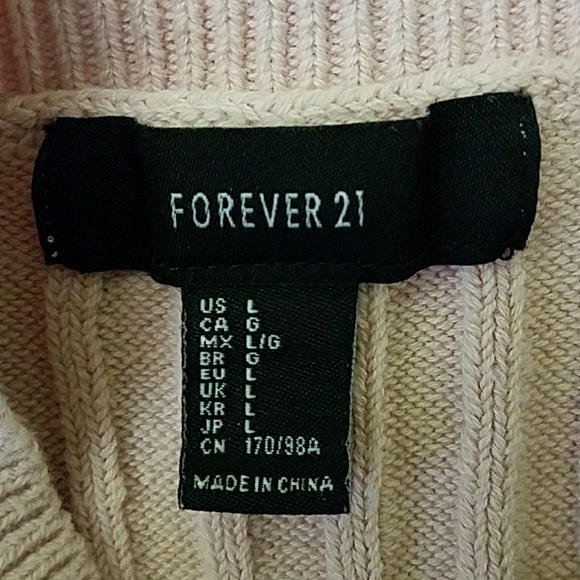 FOREVER 21
US L
CA G
MX L/G
BR G
EU L
UK L
KR L
JP L
CN 170/98A
MADE IN CHINA